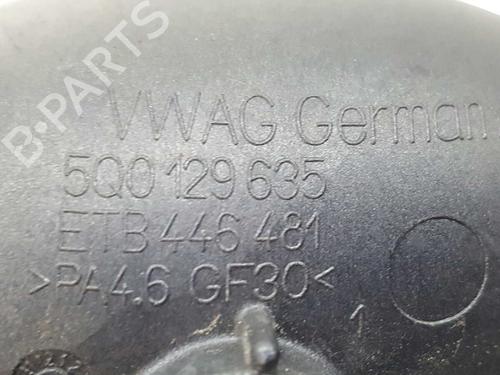 B-PARTS
VWAG German
5Q0 129 635
ETB 446 481
>PA4.6 GF30<
1